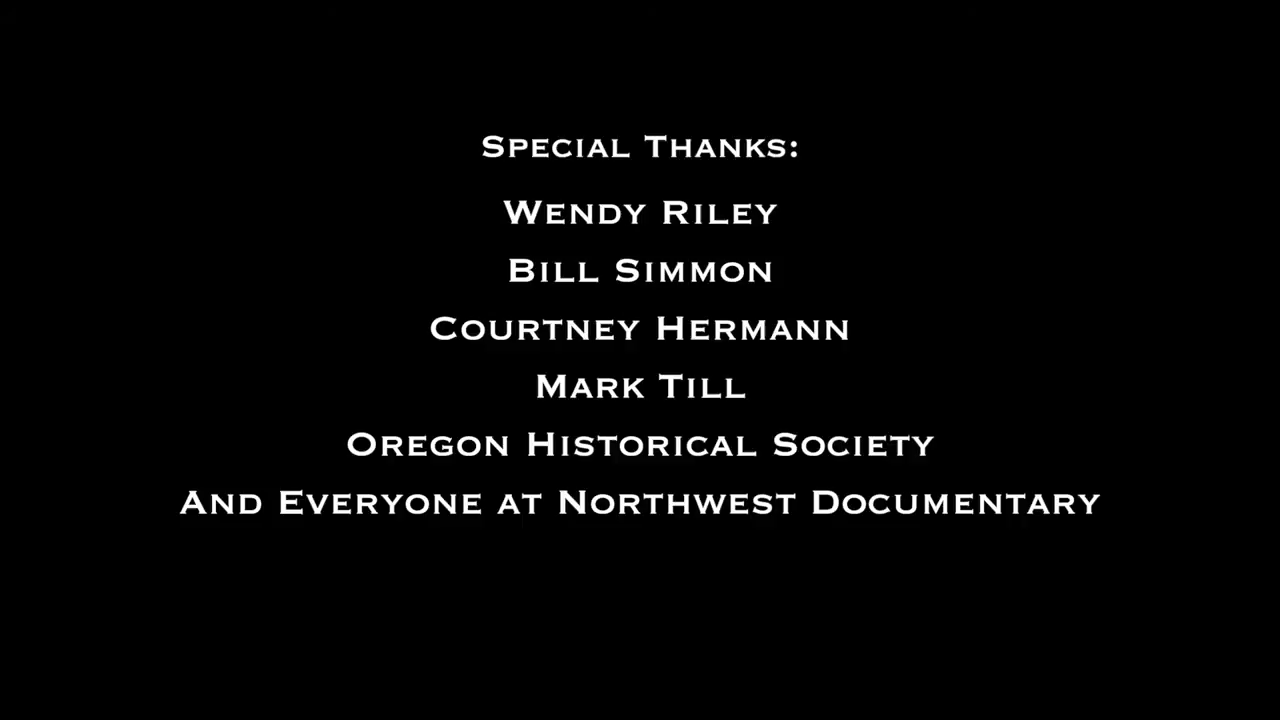 Special Thanks:
Wendy Riley
Bill Simmon
Courtney Hermann
Mark Till
Oregon Historical Society
And Everyone at Northwest Documentary